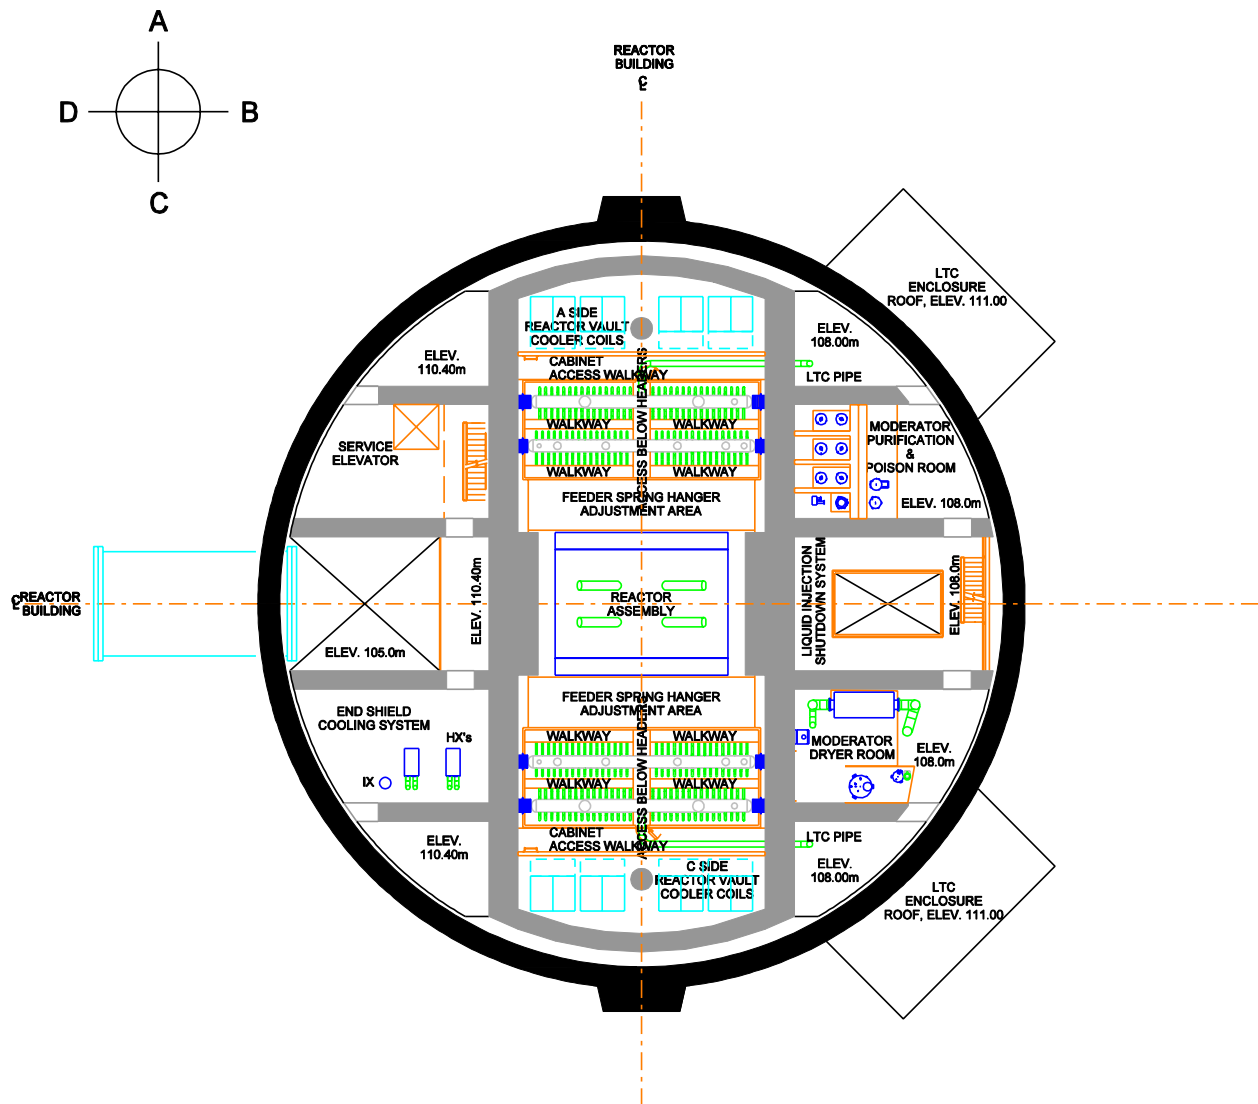 A
D
B
C
REACTOR
BUILDING
℄
LTC
ENCLOSURE
ROOF, ELEV. 111.00
A SIDE
REACTOR VAULT
COOLER COILS
ELEV.
108.00m
ELEV.
110.40m
CABINET
ACCESS WALKWAY
LTC PIPE
ACCESS BELOW HEADERS
WALKWAY
WALKWAY
WALKWAY
WALKWAY
SERVICE
ELEVATOR
MODERATOR
PURIFICATION
&
POISON ROOM
ELEV. 108.0m
FEEDER SPRING HANGER
ADJUSTMENT AREA
℄ REACTOR
BUILDING
ELEV. 105.0m
ELEV. 110.40m
REACTOR
ASSEMBLY
LIQUID INJECTION
SHUTDOWN SYSTEM
ELEV. 108.0m
FEEDER SPRING HANGER
ADJUSTMENT AREA
END SHIELD
COOLING SYSTEM
HX's
IX
ACCESS BELOW HEADERS
WALKWAY
WALKWAY
WALKWAY
WALKWAY
MODERATOR
DRYER ROOM
ELEV.
108.0m
CABINET
ACCESS WALKWAY
LTC PIPE
ELEV.
110.40m
ELEV.
108.00m
C SIDE
REACTOR VAULT
COOLER COILS
LTC
ENCLOSURE
ROOF, ELEV. 111.00